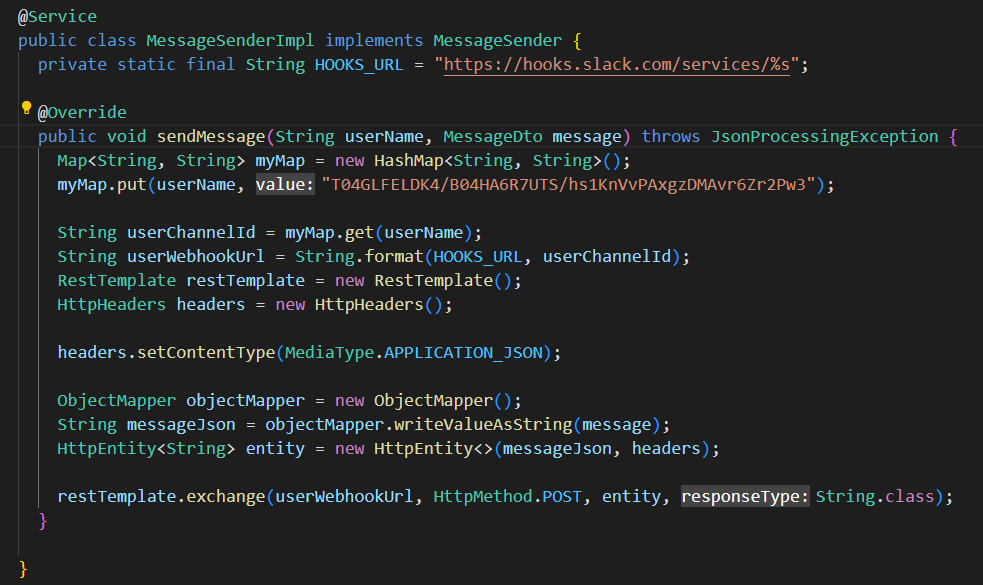 @Service
public class MessageSenderImpl implements MessageSender {
private static final String HOOKS_URL = "https://hooks.slack.com/services/%s";
@Override
public void sendMessage(String userName, MessageDto message) throws JsonProcessingException {
Map<String, String> myMap = new HashMap<String, String>();
myMap.put(userName, value: "T04GLFELDK4/B04HA6R7UTS/hs1KnVvPAxgzDMAvr6Zr2Pw3");
String userChannelId = myMap.get(userName);
String userWebhookUrl = String.format(HOOKS_URL, userChannelId);
RestTemplate restTemplate = new RestTemplate();
HttpHeaders headers = new HttpHeaders();
headers.setContentType(MediaType.APPLICATION_JSON);
ObjectMapper objectMapper = new ObjectMapper();
String messageJson = objectMapper.writeValueAsString(message);
HttpEntity<String> entity = new HttpEntity<>(messageJson, headers);
restTemplate.exchange(userWebhookUrl, HttpMethod.POST, entity, responseType: String.class);
}
}